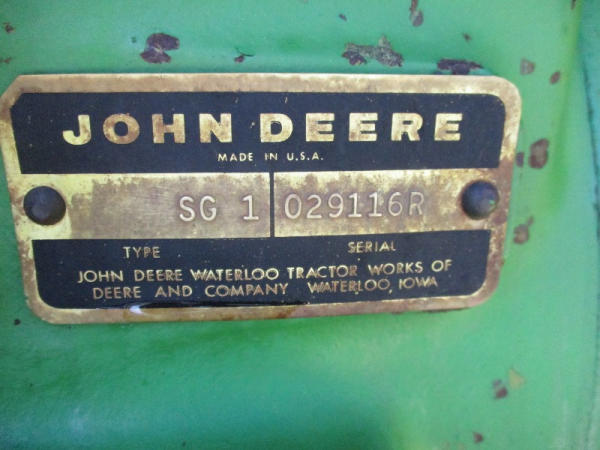 JOHN DEERE
MADE IN U.S.A.
SG 1 029116R
TYPE SERIAL
JOHN DEERE WATERLOO TRACTOR WORKS OF
DEERE AND COMPANY WATERLOO, IOWA